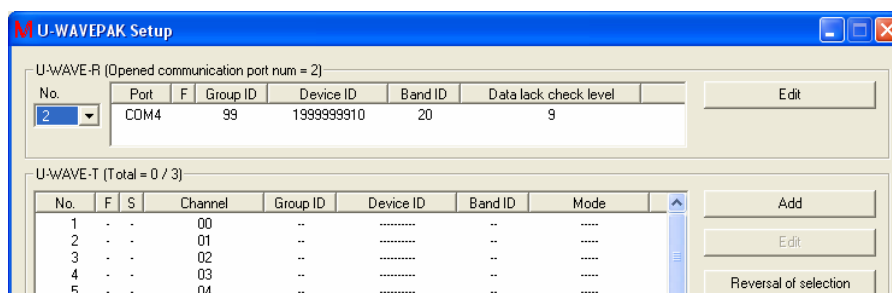 M U-WAVEPAK Setup
U-WAVE-R (Opened communication port num = 2)
No. Port F Group ID Device ID Band ID Data lack check level Edit
2 COM4 99 1999999910 20 9
U-WAVE-T (Total = 0 / 3)
No. F S Channel Group ID Device ID Band ID Mode Add
1 - - 00 -- ---------- -- -----
2 - - 01 -- ---------- -- ----- Edit
3 - - 02 -- ---------- -- -----
4 - - 03 -- ---------- -- ----- Reversal of selection
5 - - 04 -- ---------- -- -----